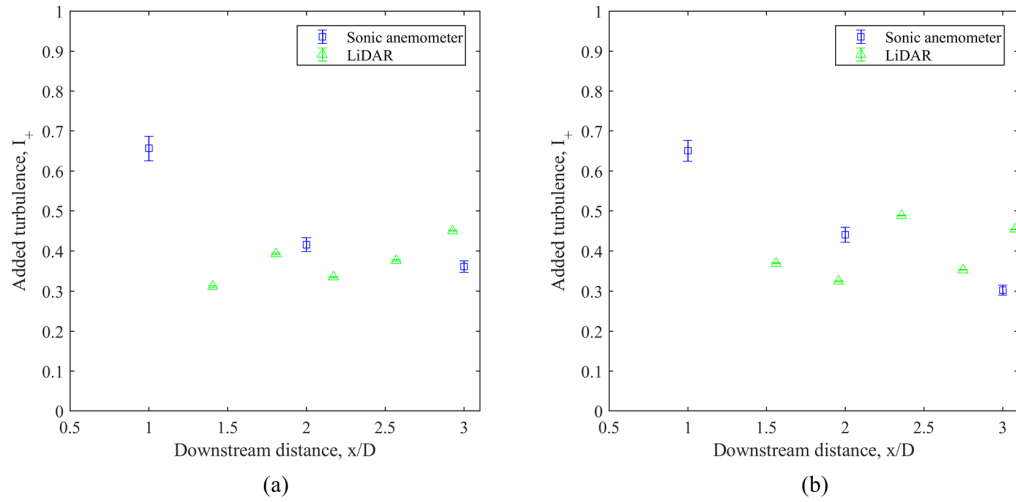 1
0.9
0.8
0.7
0.6
0.5
0.4
0.3
0.2
0.1
0
Added turbulence, I+
Sonic anemometer
LiDAR
0.5 1 1.5 2 2.5 3
Downstream distance, x/D
(a)
1
0.9
0.8
0.7
0.6
0.5
0.4
0.3
0.2
0.1
0
Added turbulence, I+
Sonic anemometer
LiDAR
0.5 1 1.5 2 2.5 3
Downstream distance, x/D
(b)